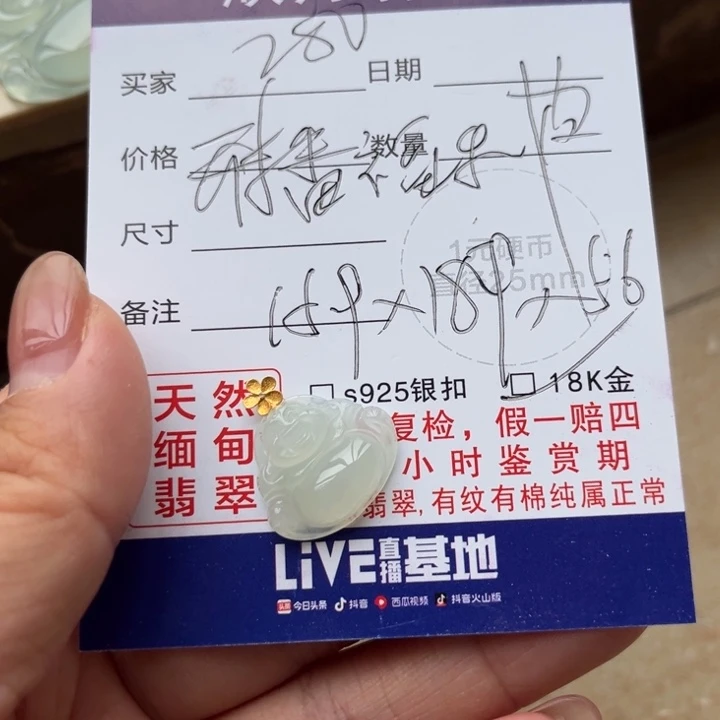 280
买家 日期
价格 数量
尺寸
1元硬币
直径25mm
备注
s925银扣 18K金
天然
缅甸
翡翠
复检，假一赔四
小时鉴赏期
翡翠，有纹有棉纯属正常
LiVE直播基地
头条 今日头条 抖音 西瓜视频 抖音火山版